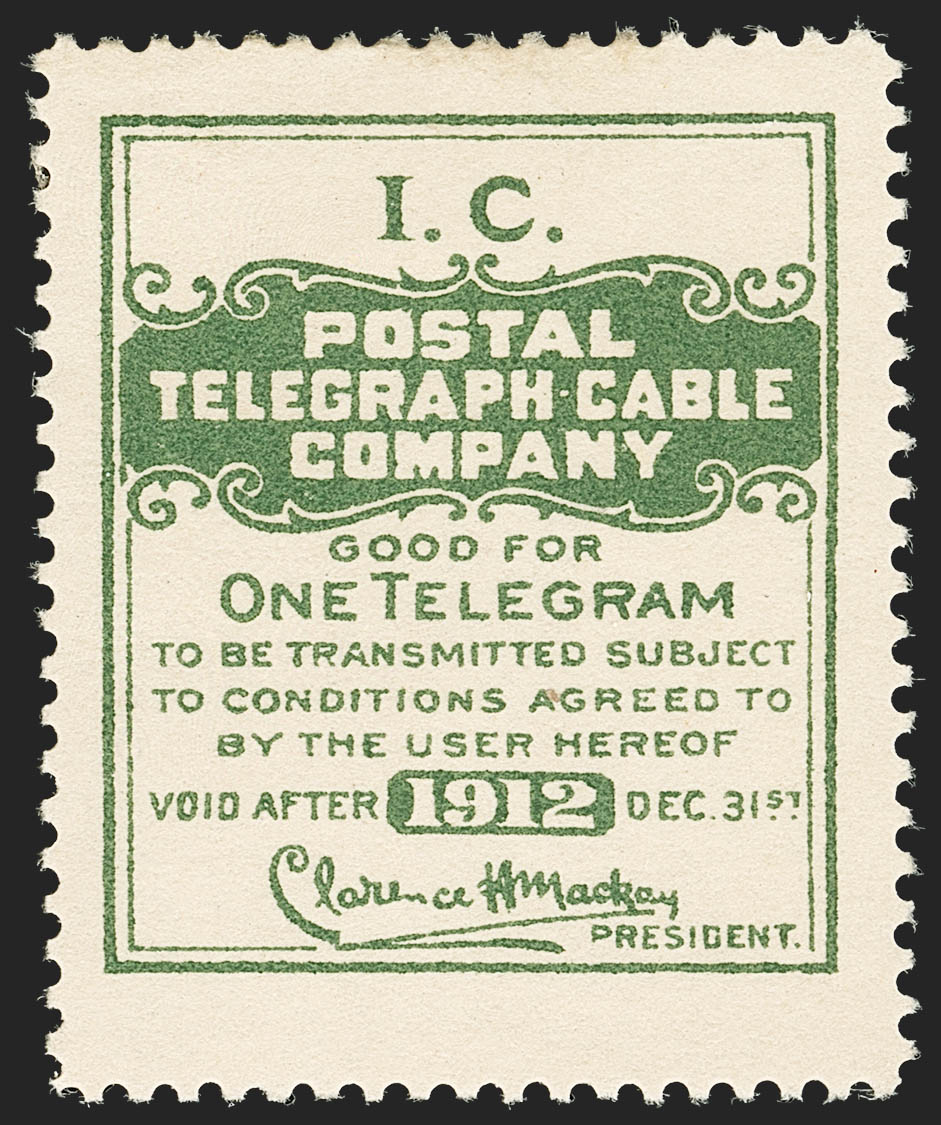 I. C.
POSTAL
TELEGRAPH·CABLE
COMPANY
GOOD FOR
ONE TELEGRAM
TO BE TRANSMITTED SUBJECT
TO CONDITIONS AGREED TO
BY THE USER HEREOF
VOID AFTER 1912 DEC. 31ST
Clarence H Mackay
PRESIDENT.